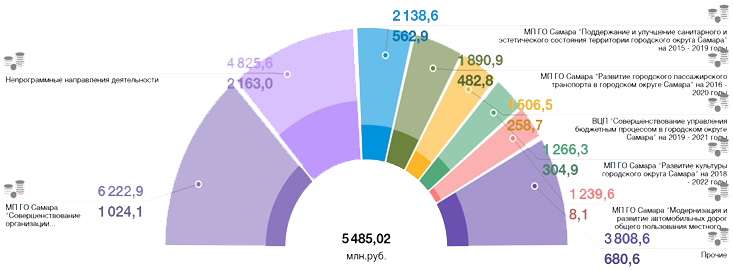 2 138,6
562,9
МП ГО Самара "Поддержание и улучшение санитарного и
эстетического состояния территории городского округа Самара"
на 2015 - 2019 годы
4 825,6
2 163,0
Непрограммные направления деятельности
1 890,9
482,8
МП ГО Самара "Развитие городского пассажирского
транспорта в городском округе Самара" на 2016 -
2020 годы
1 506,5
258,7
ВЦП "Совершенствование управления
бюджетным процессом в городском округе
Самара" на 2019 - 2021 годы
1 266,3
304,9
МП ГО Самара "Развитие культуры
городского округа Самара" на 2018
- 2022 годы
6 222,9
1 024,1
МП ГО Самара
"Совершенствование
организации...
1 239,6
8,1
МП ГО Самара "Модернизация и
развитие автомобильных дорог
общего пользования местного...
3 808,6
680,6
Прочие
5 485,02
млн.руб.